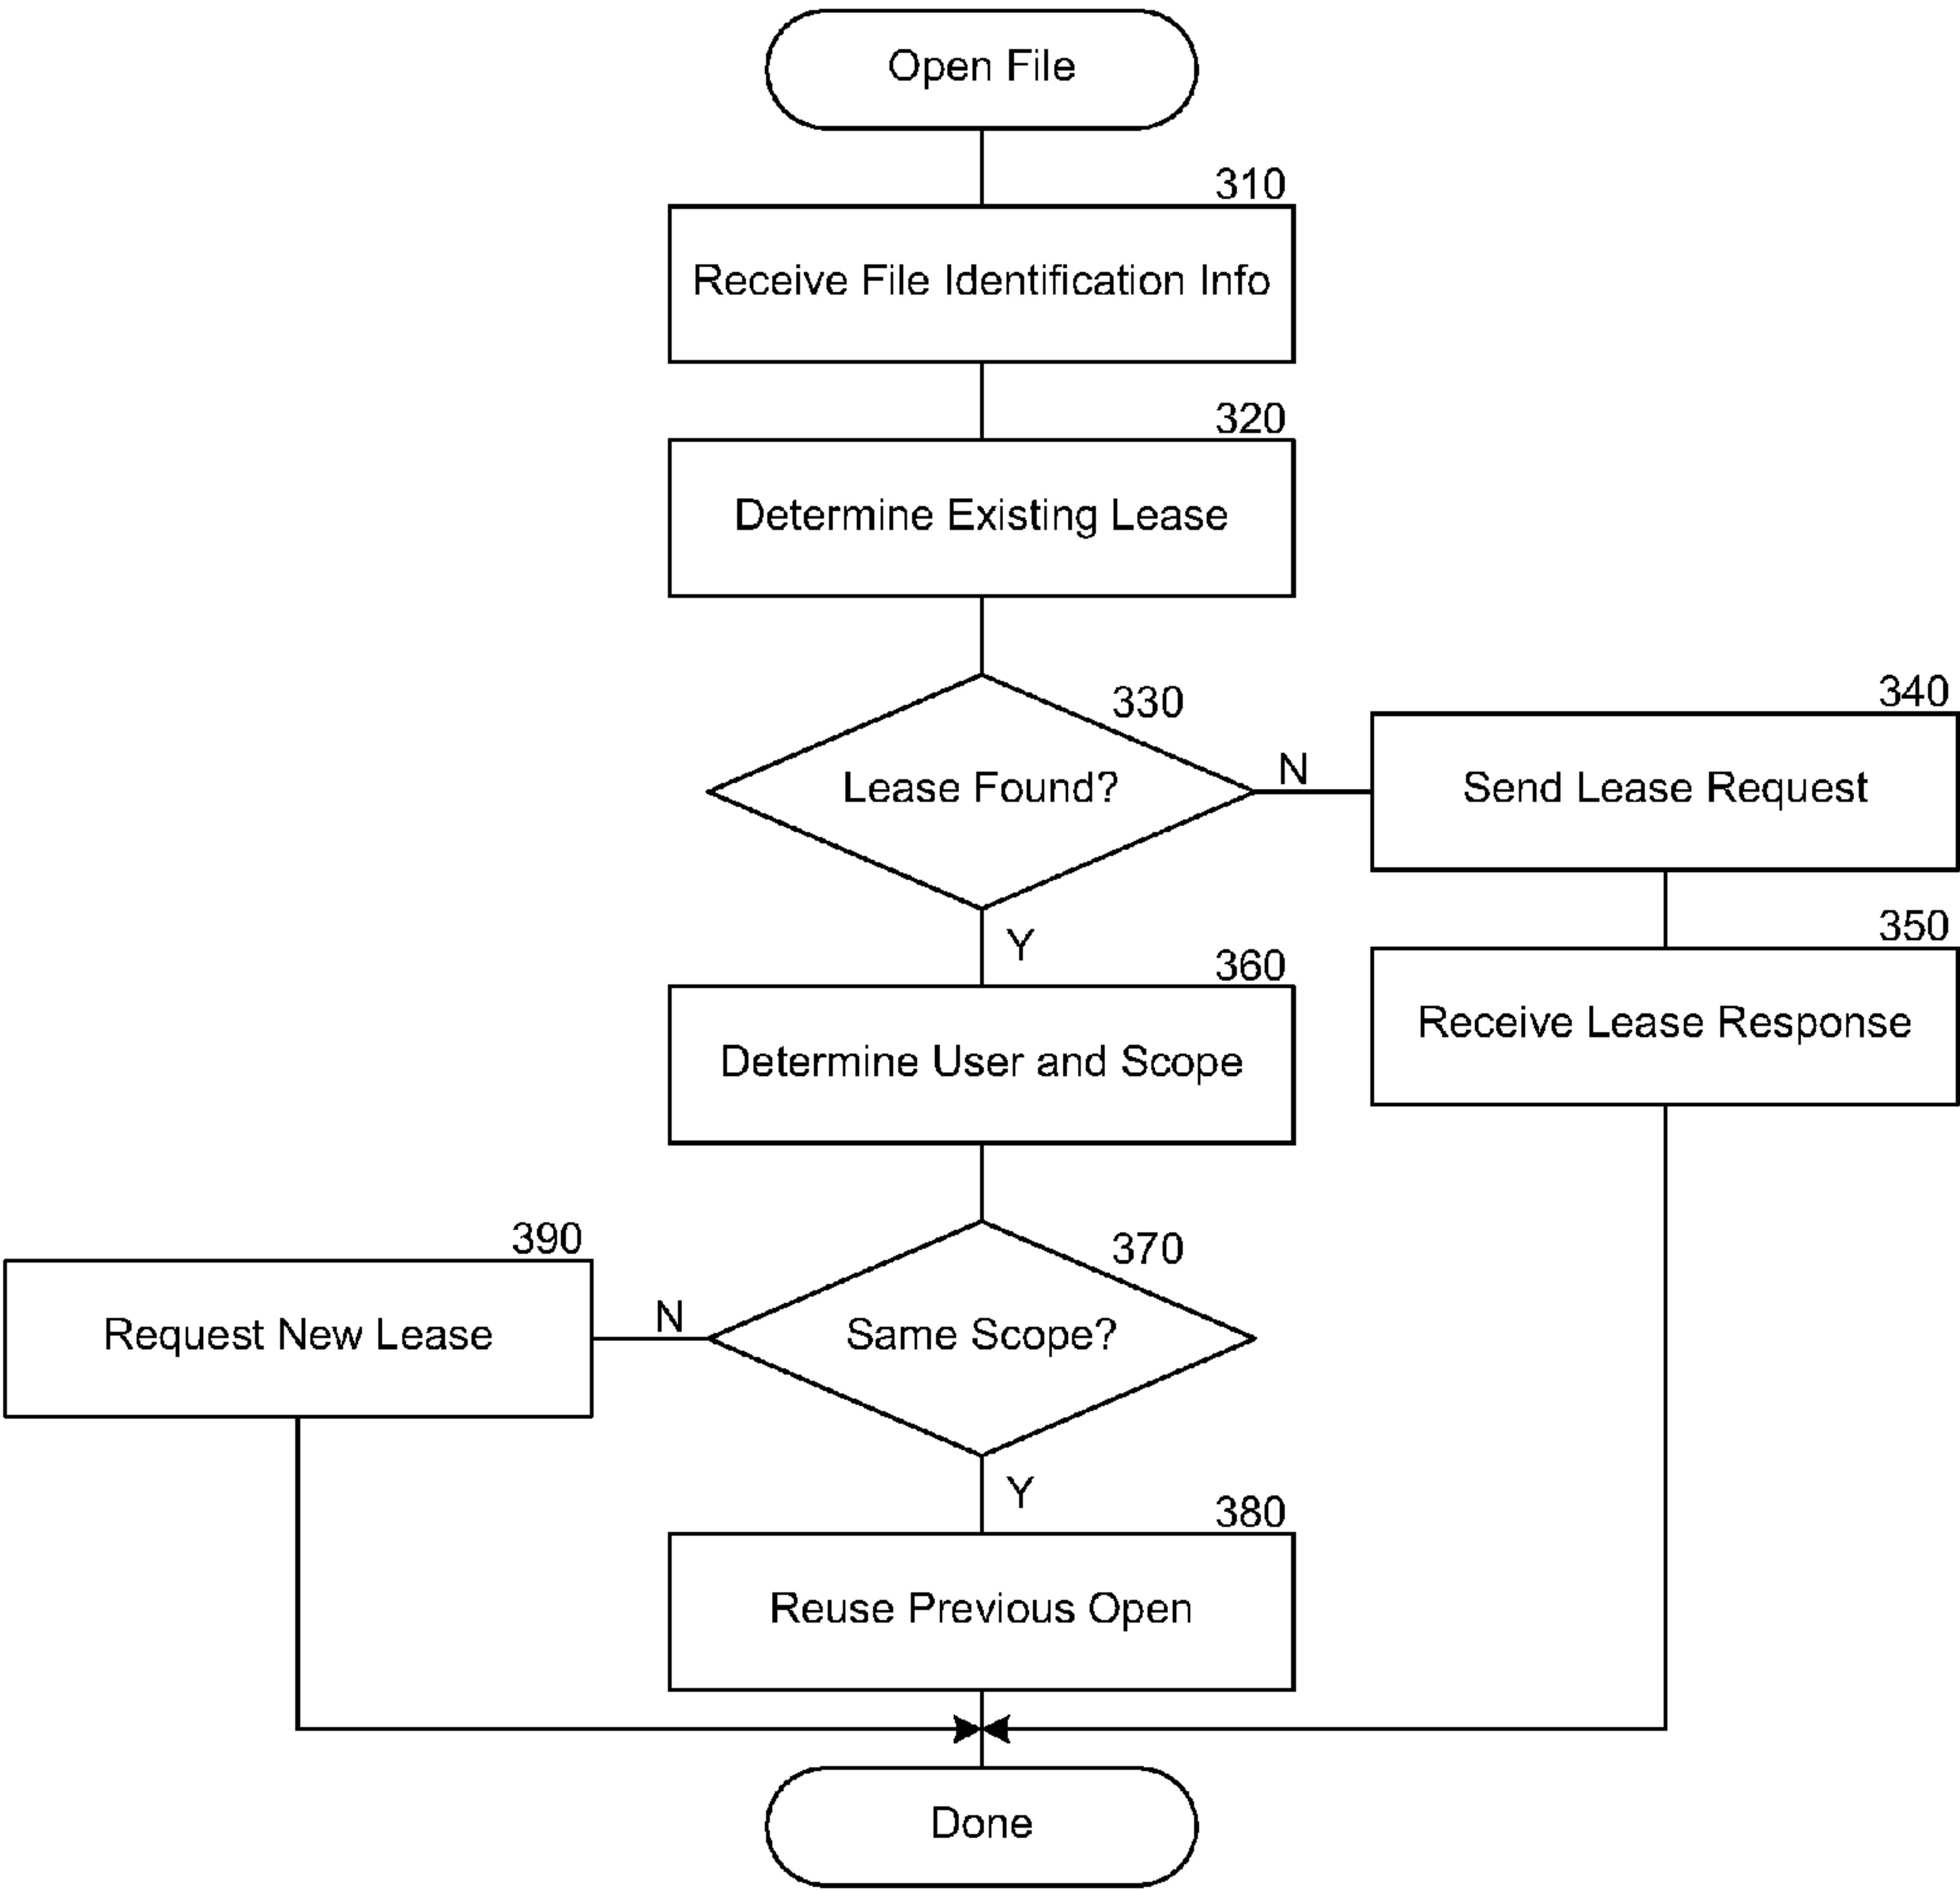 Open File
310
Receive File Identification Info
320
Determine Existing Lease
330
Lease Found?
N
340
Send Lease Request
350
Receive Lease Response
Y
360
Determine User and Scope
370
Same Scope?
N
390
Request New Lease
Y
380
Reuse Previous Open
Done